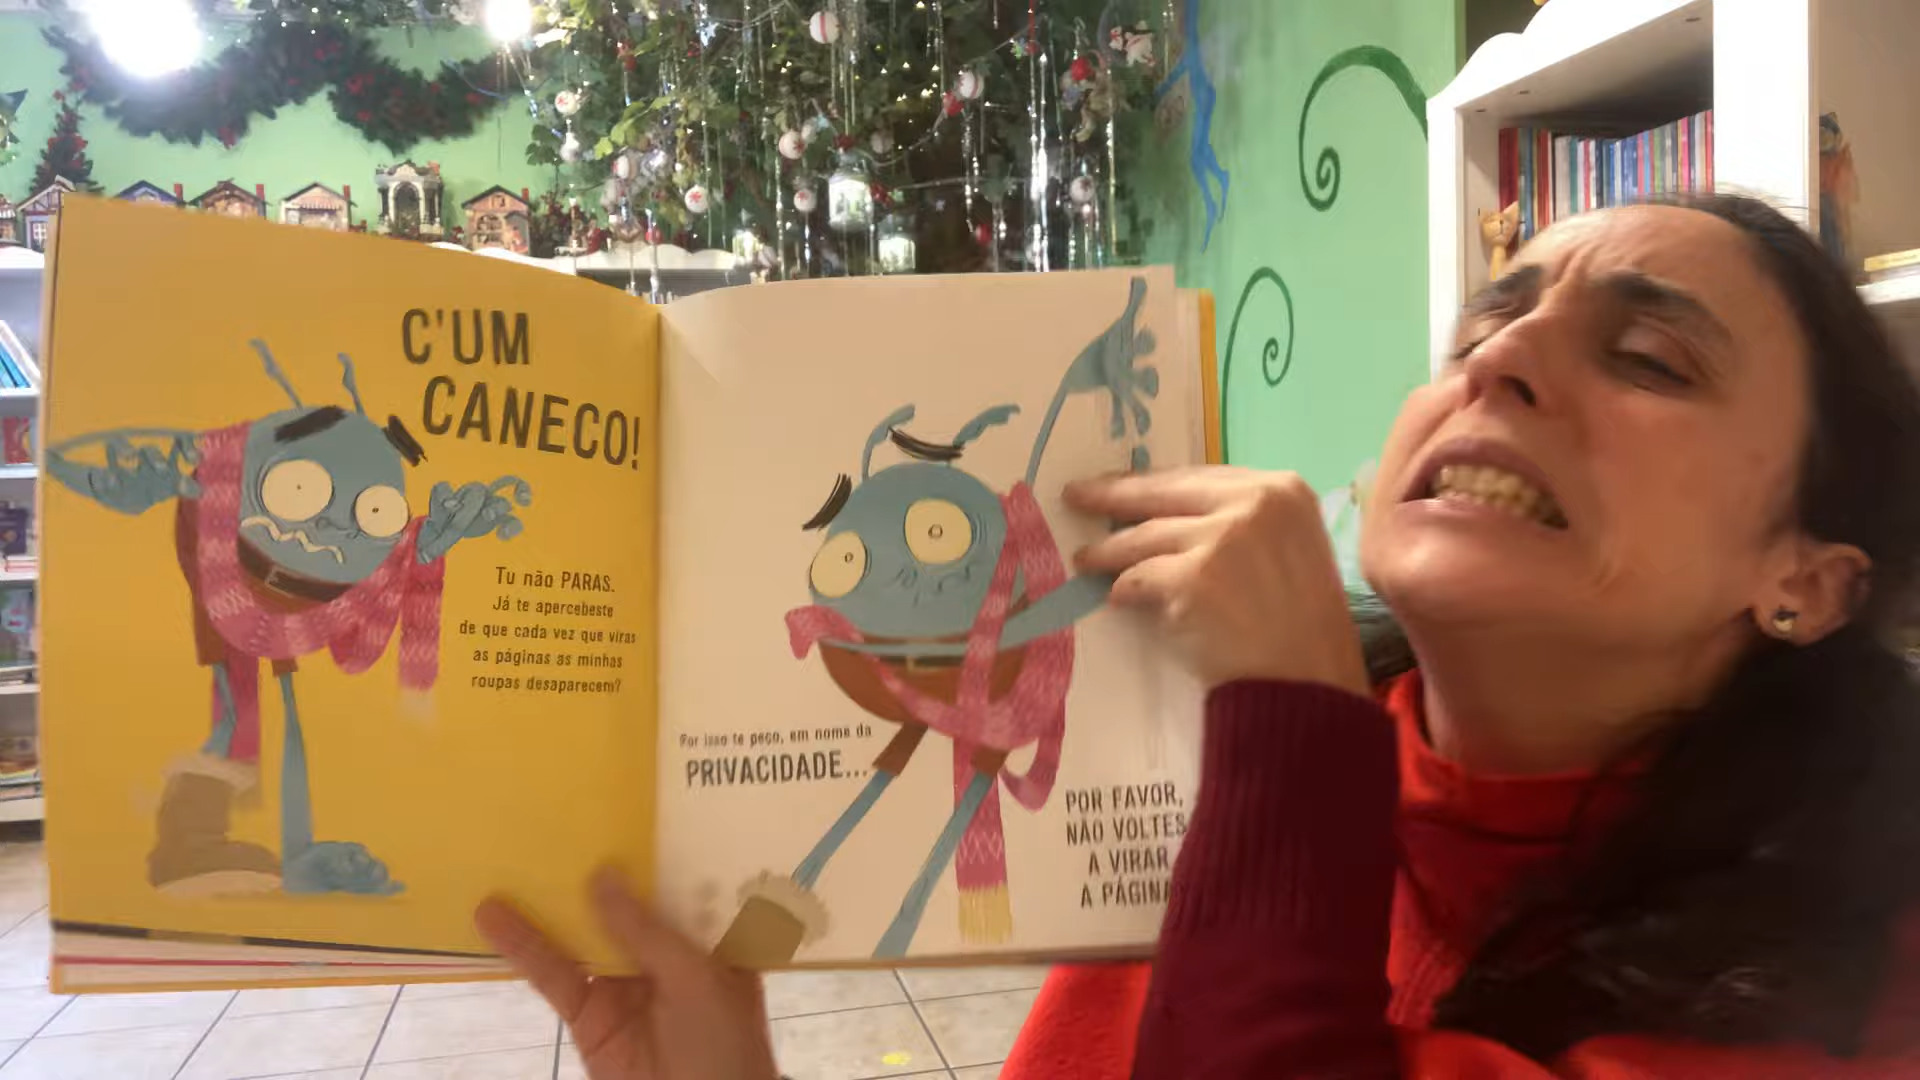 C'UM
CANECO!
Tu não PARAS.
Já te apercebeste
de que cada vez que viras
as páginas as minhas
roupas desaparecem?
Por isso te peço, em nome da
PRIVACIDADE...
POR FAVOR,
NÃO VOLTES
A VIRAR
A PÁGINA